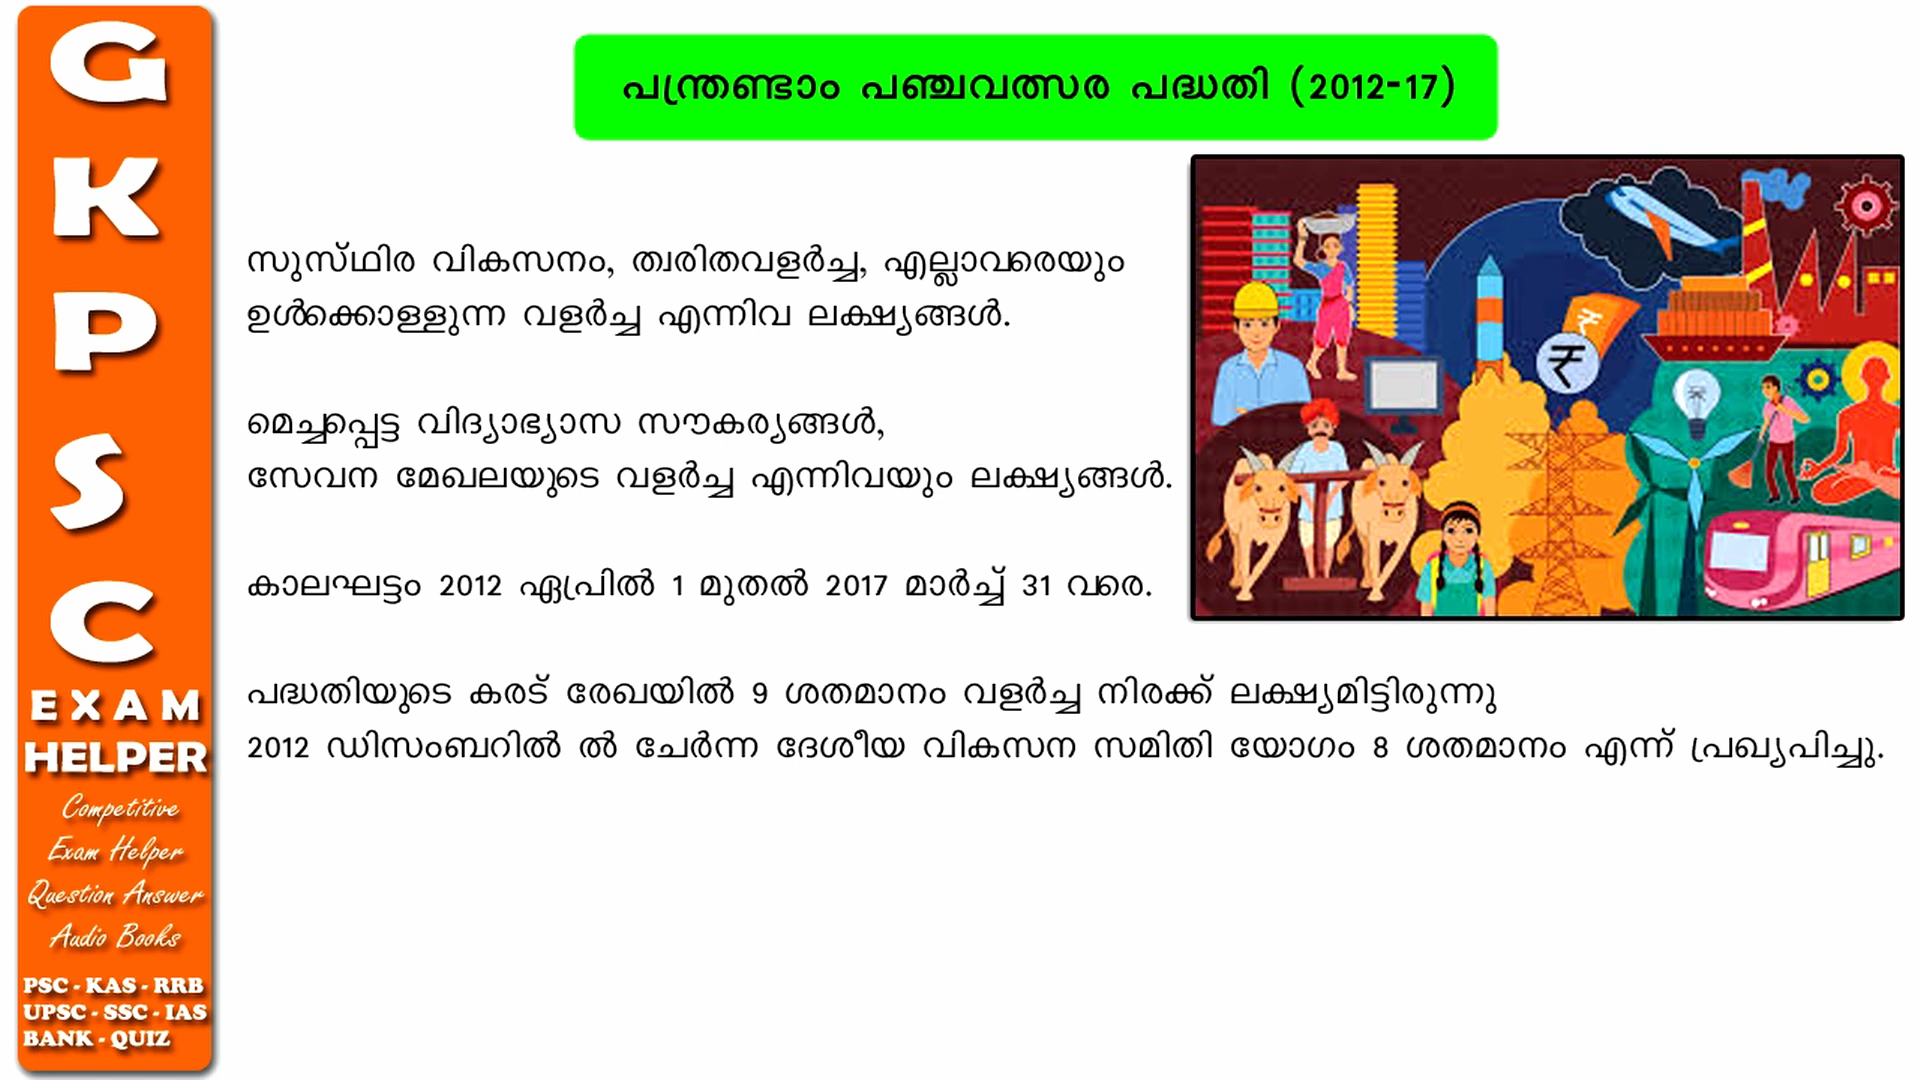 G
K
P
S
C
EXAM
HELPER
Competitive
Exam Helper
Question Answer
Audio Books
PSC - KAS - RRB
UPSC - SSC - IAS
BANK - QUIZ
പന്ത്രണ്ടാം പഞ്ചവത്സര പദ്ധതി (2012-17)
സുസ്ഥിര വികസനം, ത്വരിതവളർച്ച, എല്ലാവരെയും
ഉൾക്കൊള്ളുന്ന വളർച്ച എന്നിവ ലക്ഷ്യങ്ങൾ.
മെച്ചപ്പെട്ട വിദ്യാഭ്യാസ സൗകര്യങ്ങൾ,
സേവന മേഖലയുടെ വളർച്ച എന്നിവയും ലക്ഷ്യങ്ങൾ.
കാലഘട്ടം 2012 ഏപ്രിൽ 1 മുതൽ 2017 മാർച്ച് 31 വരെ.
പദ്ധതിയുടെ കരട് രേഖയിൽ 9 ശതമാനം വളർച്ച നിരക്ക് ലക്ഷ്യമിട്ടിരുന്നു
2012 ഡിസംബറിൽ ൽ ചേർന്ന ദേശീയ വികസന സമിതി യോഗം 8 ശതമാനം എന്ന് പ്രഖ്യപിച്ചു.